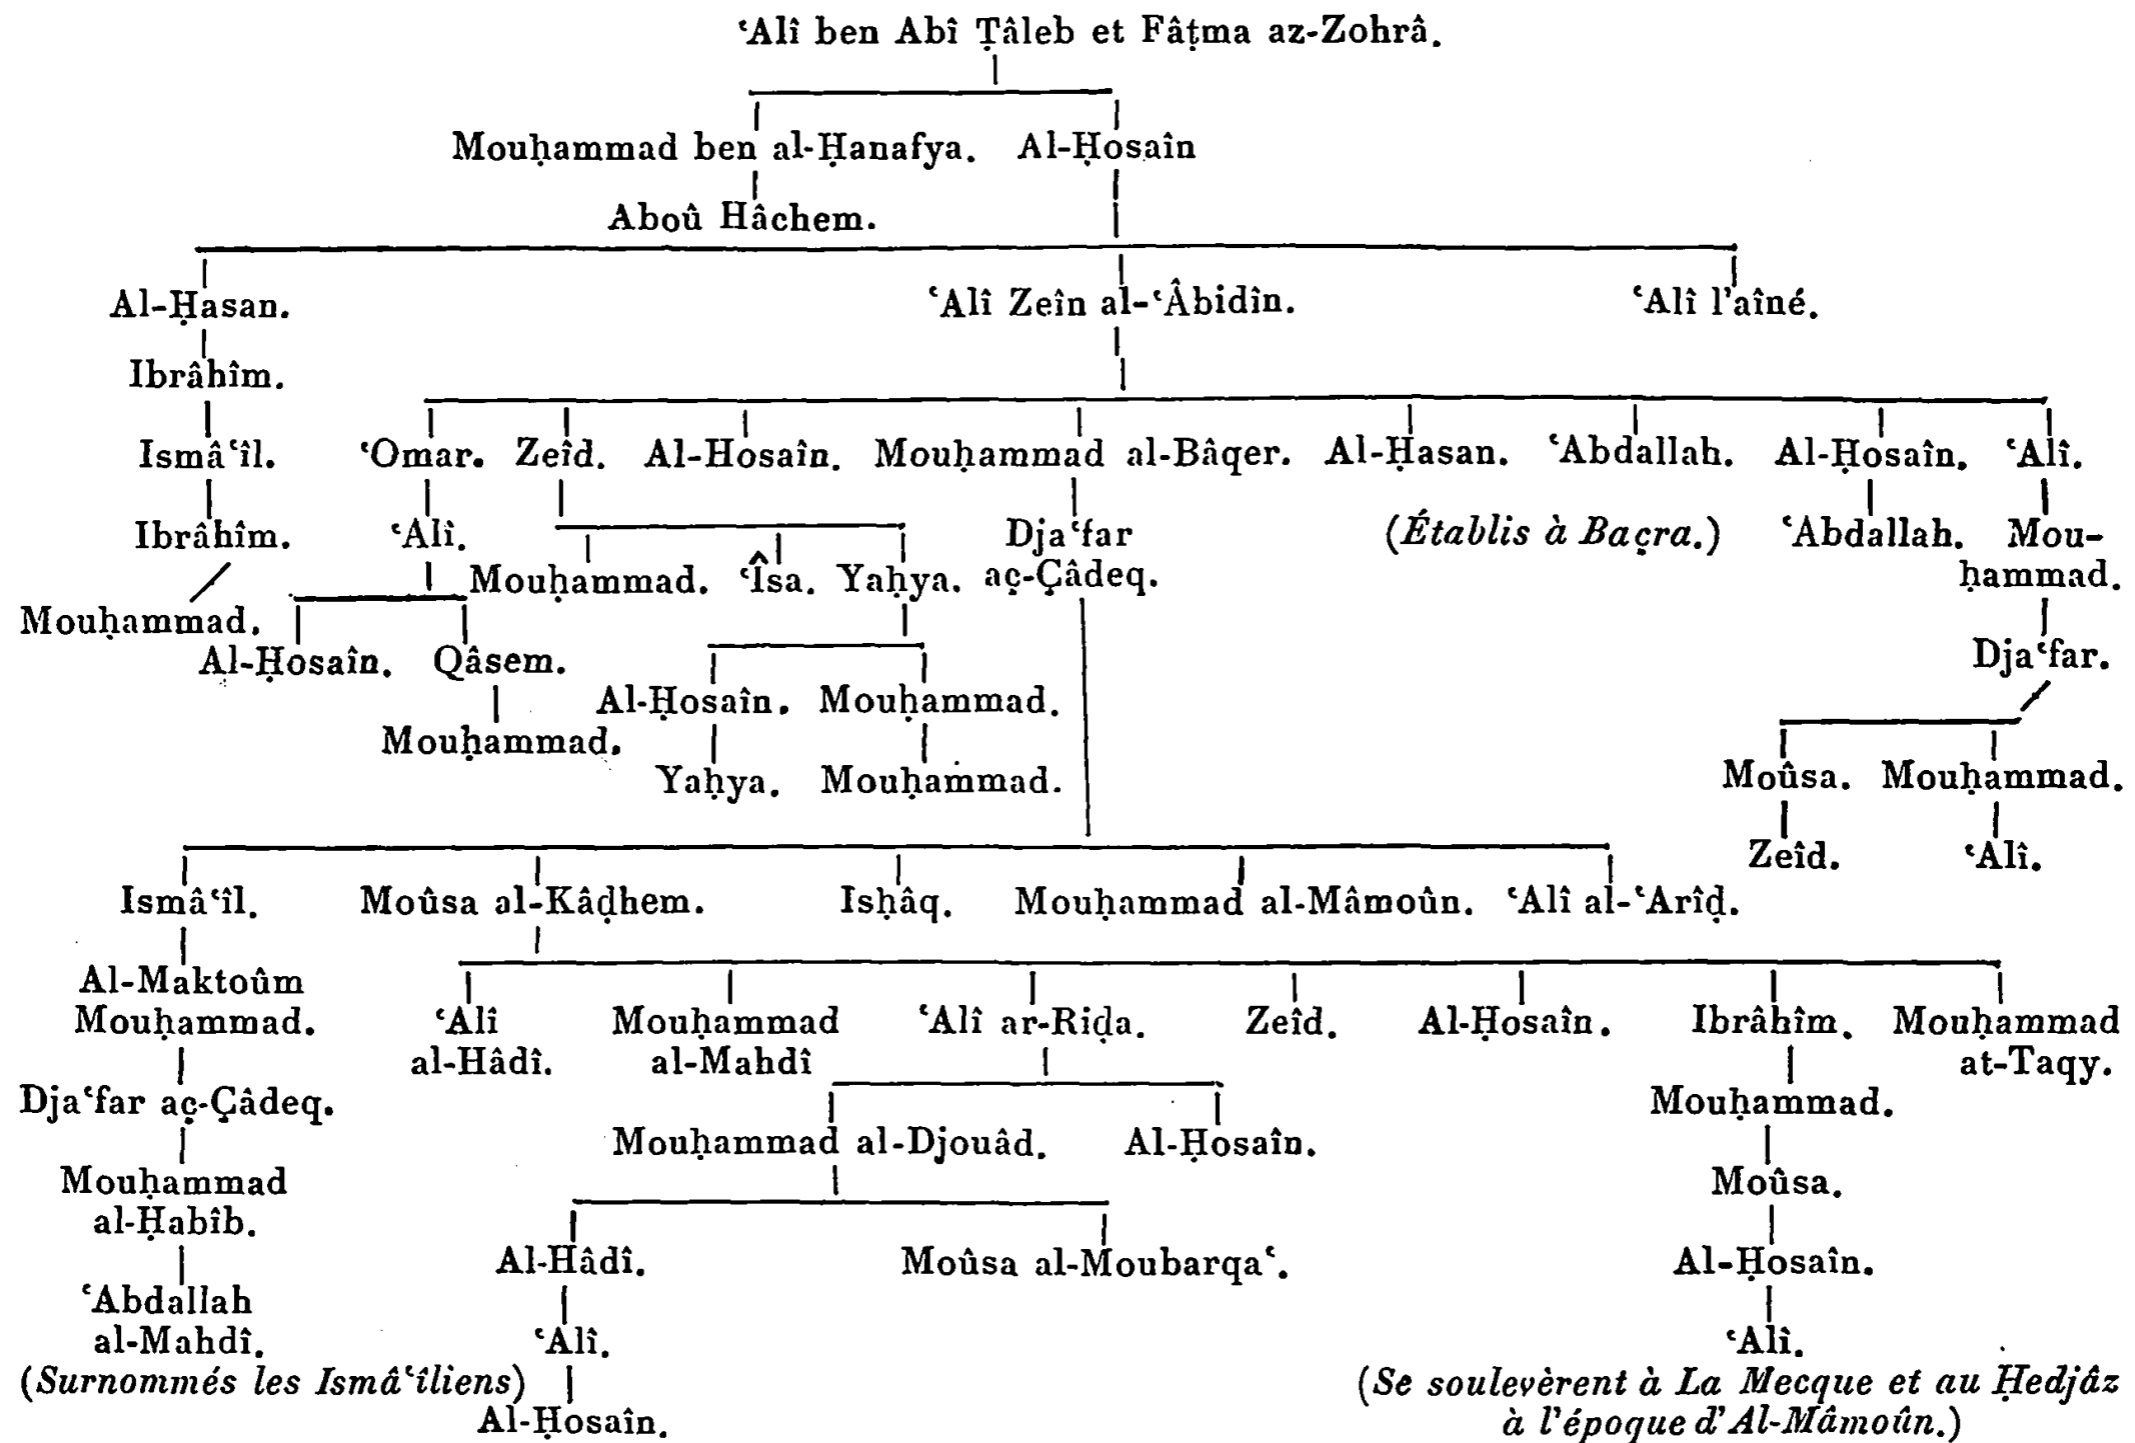 ʿAlî ben Abî Ṭâleb et Fâṭma az-Zohrâ.
Mouḥammad ben al-Ḥanafya. Al-Ḥosaîn
Aboû Hâchem.
Al-Ḥasan. ʿAlî Zeîn al-ʿÂbidîn. ʿAlî l'aîné.
Ibrâhîm.
Ismâʿîl. ʿOmar. Zeîd. Al-Hosaîn. Mouḥammad al-Bâqer. Al-Ḥasan. ʿAbdallah. Al-Ḥosaîn. ʿAlî.
Ibrâhîm. ʿAlî. Djaʿfar (Établis à Baçra.) ʿAbdallah. Mou-
Mouḥammad. ʿÎsa. Yaḥya. aç-Çâdeq. ḥammad.
Mouḥammad.
Al-Ḥosaîn. Qâsem. Djaʿfar.
Al-Ḥosaîn. Mouḥammad.
Mouḥammad.
Yaḥya. Mouḥammad. Moûsa. Mouḥammad.
Zeîd. ʿAlî.
Ismâʿîl. Moûsa al-Kâḍhem. Isḥâq. Mouḥammad al-Mâmoûn. ʿAlî al-ʿArîḍ.
Al-Maktoûm
Mouḥammad. ʿAlî Mouḥammad ʿAlî ar-Riḍa. Zeîd. Al-Ḥosaîn. Ibrâhîm. Mouḥammad
al-Hâdî. al-Mahdî at-Taqy.
Djaʿfar aç-Çâdeq. Mouḥammad.
Mouḥammad al-Djouâd. Al-Ḥosaîn.
Mouḥammad Moûsa.
al-Ḥabîb.
Al-Hâdî. Moûsa al-Moubarqaʿ. Al-Ḥosaîn.
ʿAbdallah
al-Mahdî. ʿAlî. ʿAlî.
(Surnommés les Ismâʿîliens) (Se soulevèrent à La Mecque et au Ḥedjâz
Al-Ḥosaîn. à l'époque d'Al-Mâmoûn.)